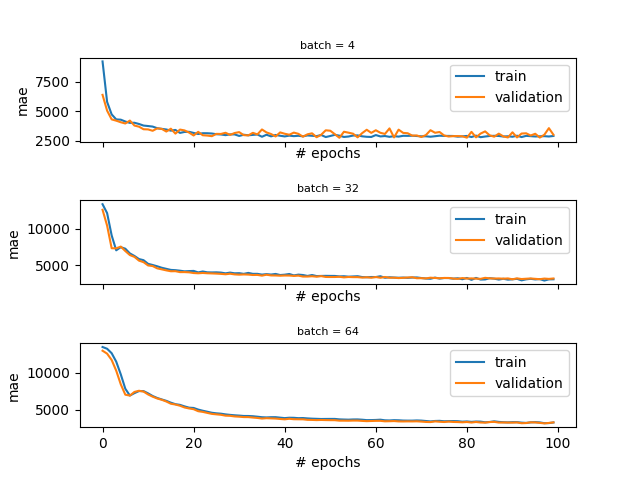 batch = 4
7500
5000
2500
mae
train
validation
# epochs
batch = 32
10000
5000
mae
train
validation
# epochs
batch = 64
10000
5000
mae
train
validation
0 20 40 60 80 100
# epochs